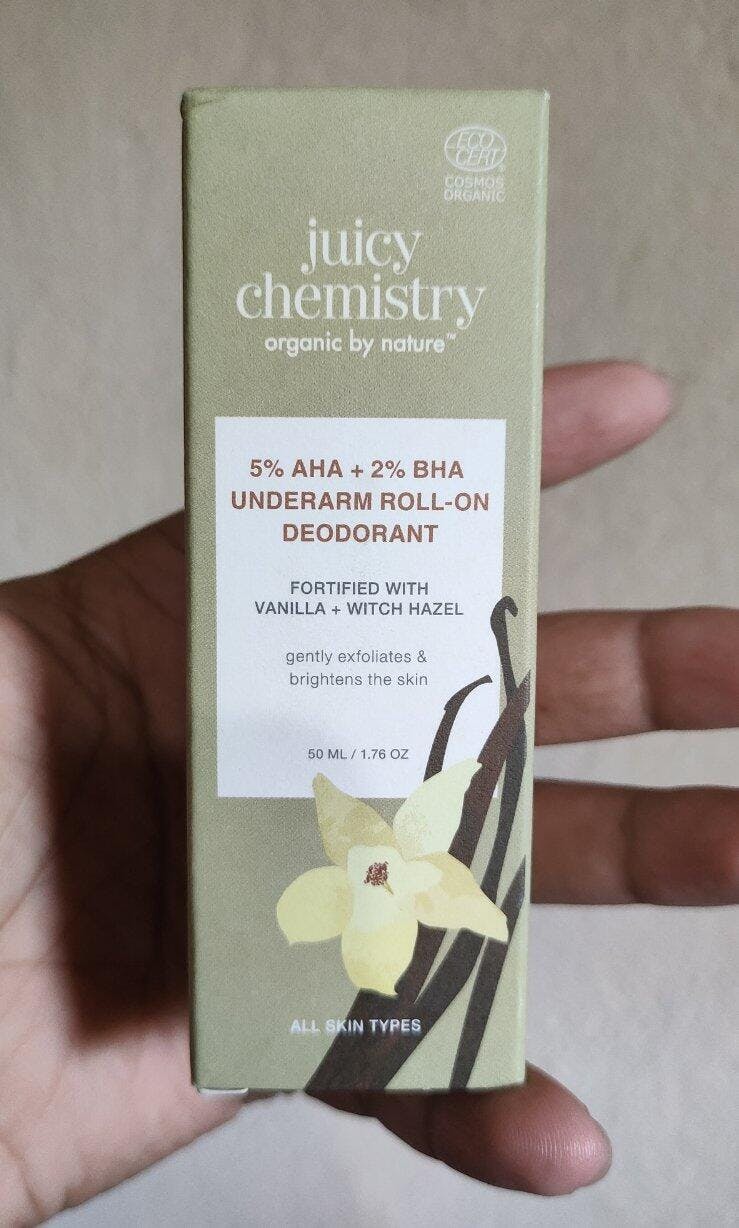 ECO
CERT
COSMOS
ORGANIC
juicy
chemistry
organic by nature™
5% AHA + 2% BHA
UNDERARM ROLL-ON
DEODORANT
FORTIFIED WITH
VANILLA + WITCH HAZEL
gently exfoliates &
brightens the skin
50 ML / 1.76 OZ
ALL SKIN TYPES